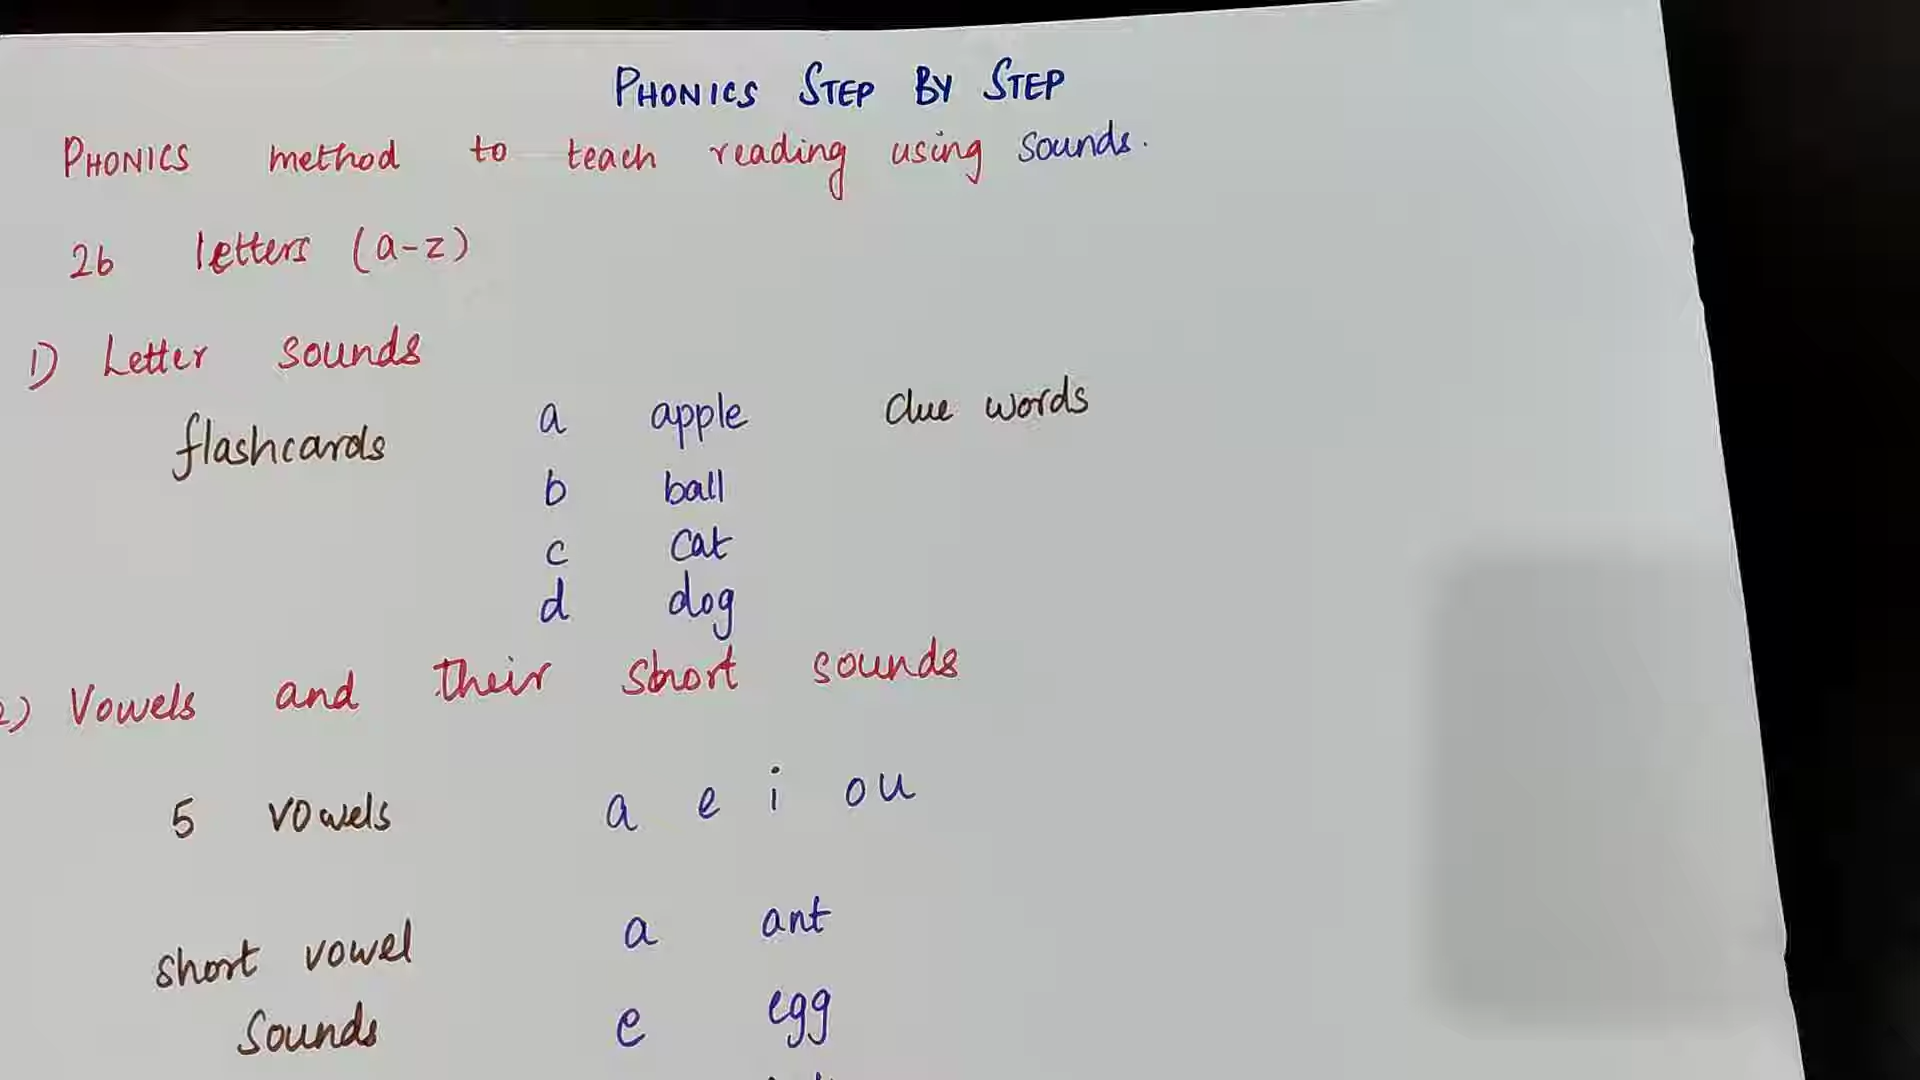 PHONICS STEP BY STEP
PHONICS method to teach reading using sounds.
26 letters (a-z)
1) Letter sounds
flashcards a apple clue words
b ball
c cat
d dog
2) Vowels and their short sounds
5 vowels a e i o u
short vowel a ant
sounds e egg